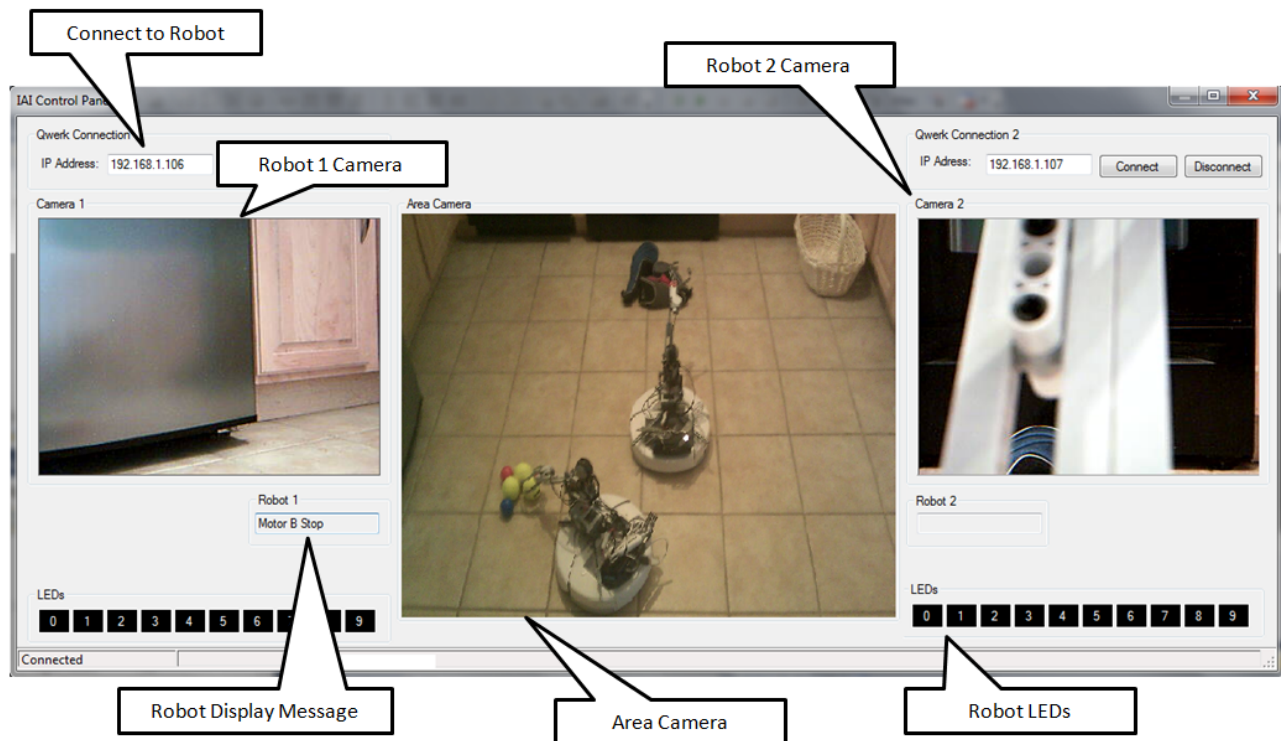 Connect to Robot
Robot 2 Camera
IAI Control Pane
Qwerk Connection
IP Address: 192.168.1.106
Robot 1 Camera
Qwerk Connection 2
IP Adress: 192.168.1.107 Connect Disconnect
Camera 1
Area Camera
Camera 2
Robot 1
Motor B Stop
Robot 2
LEDs
0 1 2 3 4 5 6 9
LEDs
0 1 2 3 4 5 6 7 8 9
Connected
Robot Display Message
Area Camera
Robot LEDs